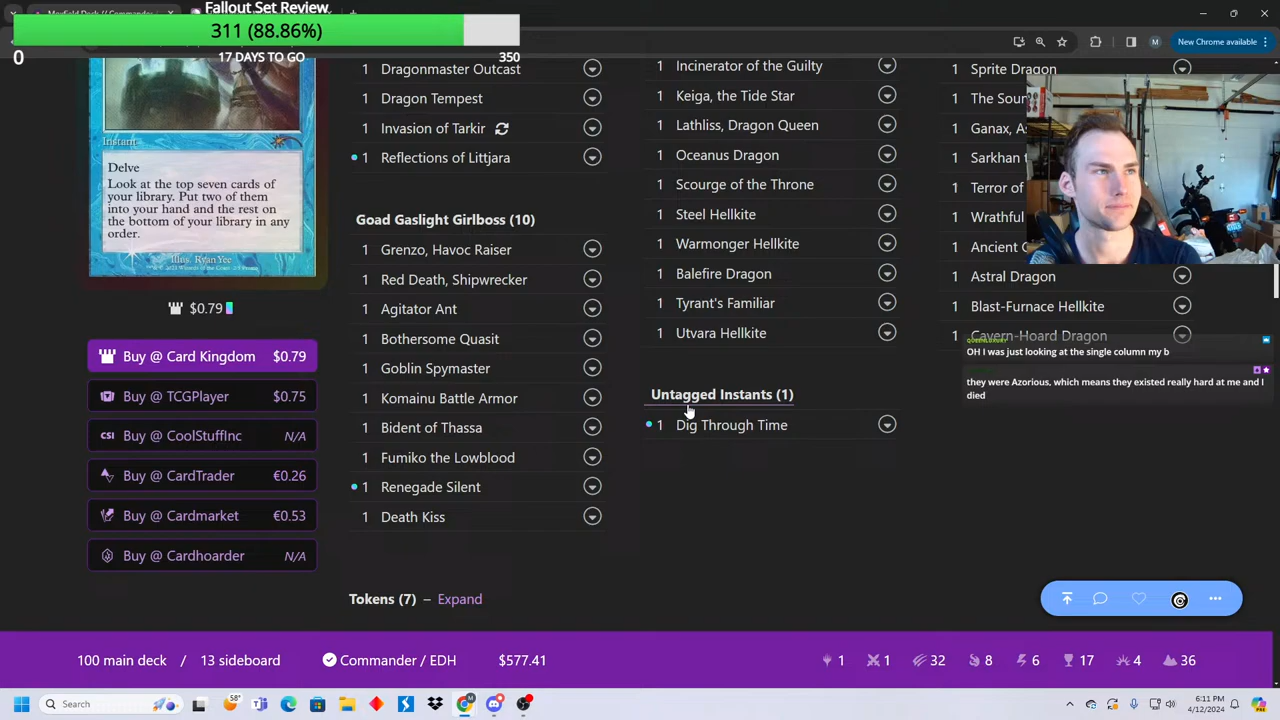 Fallout Set Review
311 (88.86%)
0
17 DAYS TO GO
350
New Chrome available
Instant
Delve
Look at the top seven cards of
your library. Put two of them
into your hand and the rest on
the bottom of your library in any
order.
Illus. Ryan Yee
$0.79
Buy @ Card Kingdom $0.79
Buy @ TCGPlayer $0.75
Buy @ CoolStuffInc N/A
Buy @ CardTrader €0.26
Buy @ Cardmarket €0.53
Buy @ Cardhoarder N/A
1 Dragonmaster Outcast
1 Dragon Tempest
1 Invasion of Tarkir
1 Reflections of Littjara
Goad Gaslight Girlboss (10)
1 Grenzo, Havoc Raiser
1 Red Death, Shipwrecker
1 Agitator Ant
1 Bothersome Quasit
1 Goblin Spymaster
1 Komainu Battle Armor
1 Bident of Thassa
1 Fumiko the Lowblood
1 Renegade Silent
1 Death Kiss
Tokens (7) – Expand
1 Incinerator of the Guilty
1 Keiga, the Tide Star
1 Lathliss, Dragon Queen
1 Oceanus Dragon
1 Scourge of the Throne
1 Steel Hellkite
1 Warmonger Hellkite
1 Balefire Dragon
1 Tyrant's Familiar
1 Utvara Hellkite
Untagged Instants (1)
1 Dig Through Time
1 Sprite Dragon
1 The Soun
1 Ganax, As
1 Sarkhan t
1 Terror of
1 Wrathful
1 Ancient C
1 Astral Dragon
1 Blast-Furnace Hellkite
1 Cavern-Hoard Dragon
OH I was just looking at the single column my b
they were Azorious, which means they existed really hard at me and I
died
100 main deck / 13 sideboard
Commander / EDH
$577.41
1 1 32 8 6 17 4 36
Search
58°
6:11 PM
4/12/2024